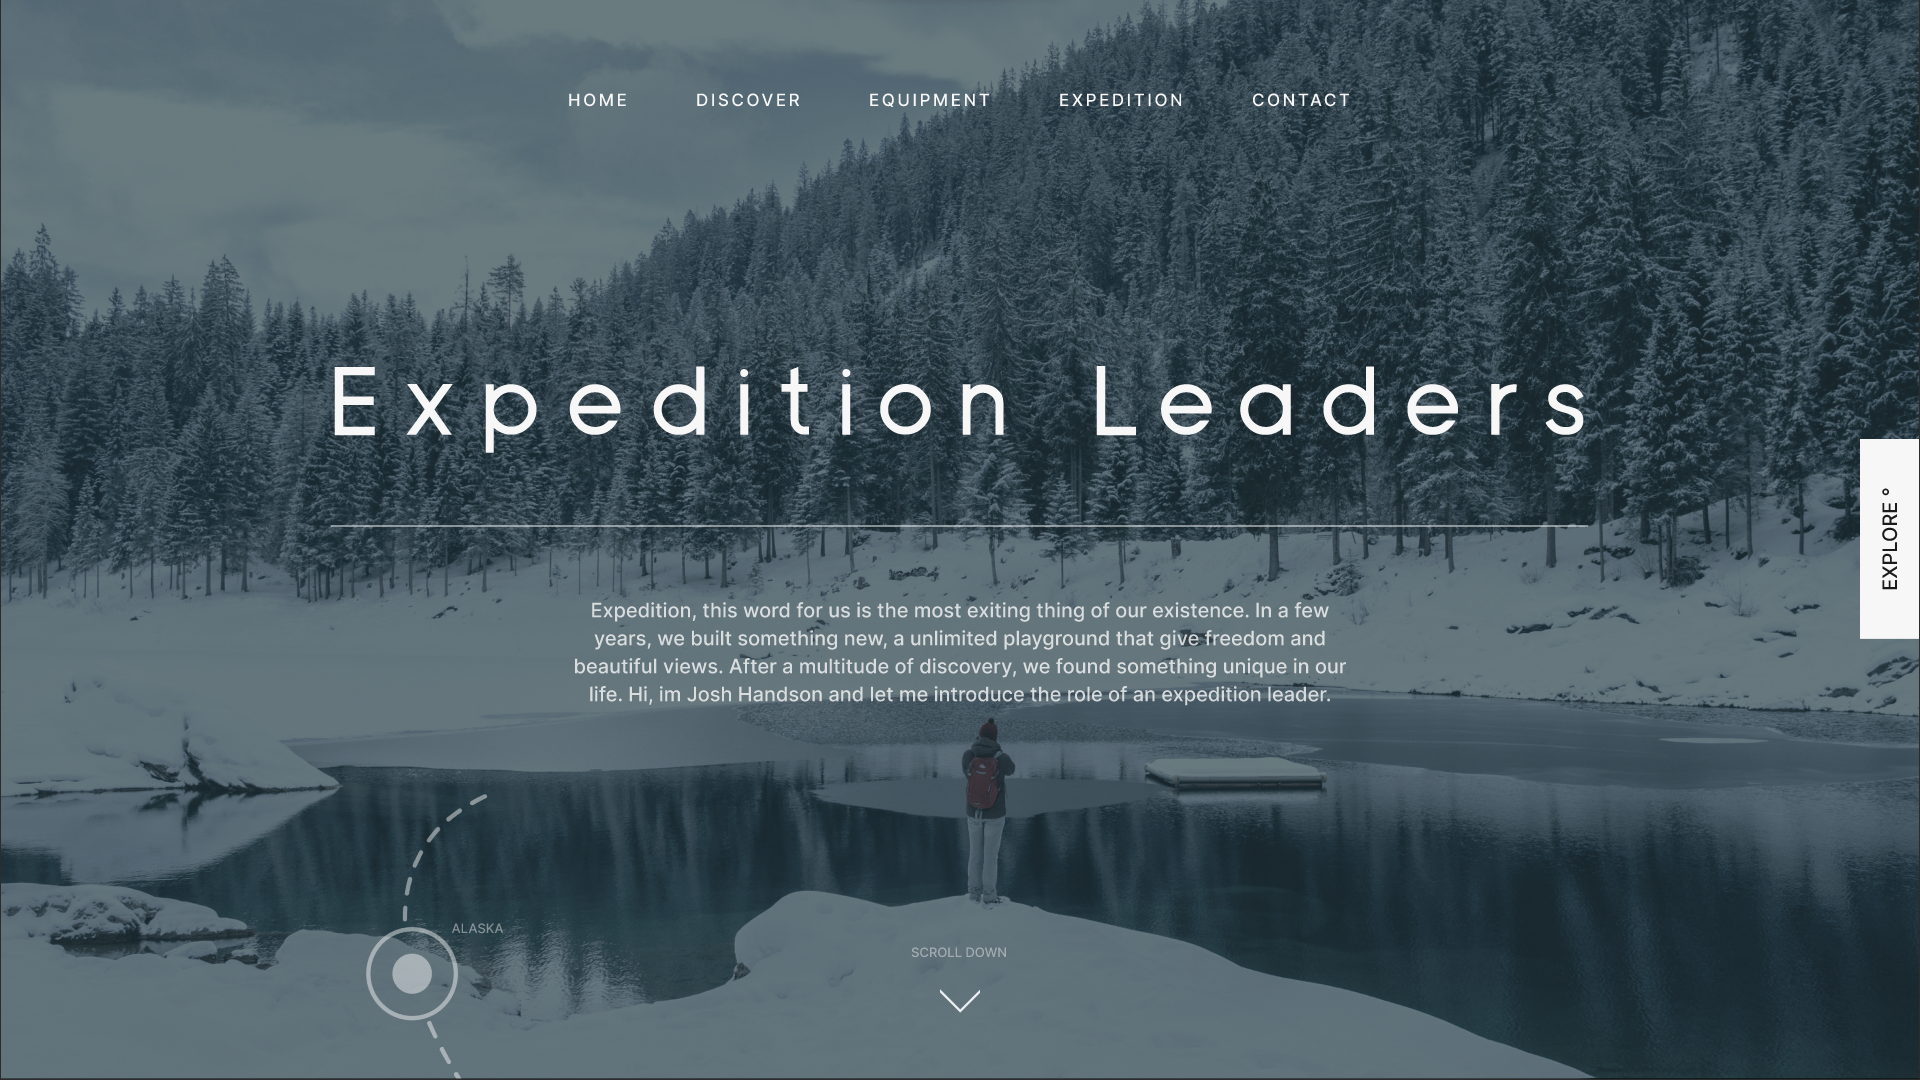 HOME DISCOVER EQUIPMENT EXPEDITION CONTACT
Expedition Leaders
EXPLORE °
Expedition, this word for us is the most exiting thing of our existence. In a few
years, we built something new, a unlimited playground that give freedom and
beautiful views. After a multitude of discovery, we found something unique in our
life. Hi, im Josh Handson and let me introduce the role of an expedition leader.
ALASKA
SCROLL DOWN